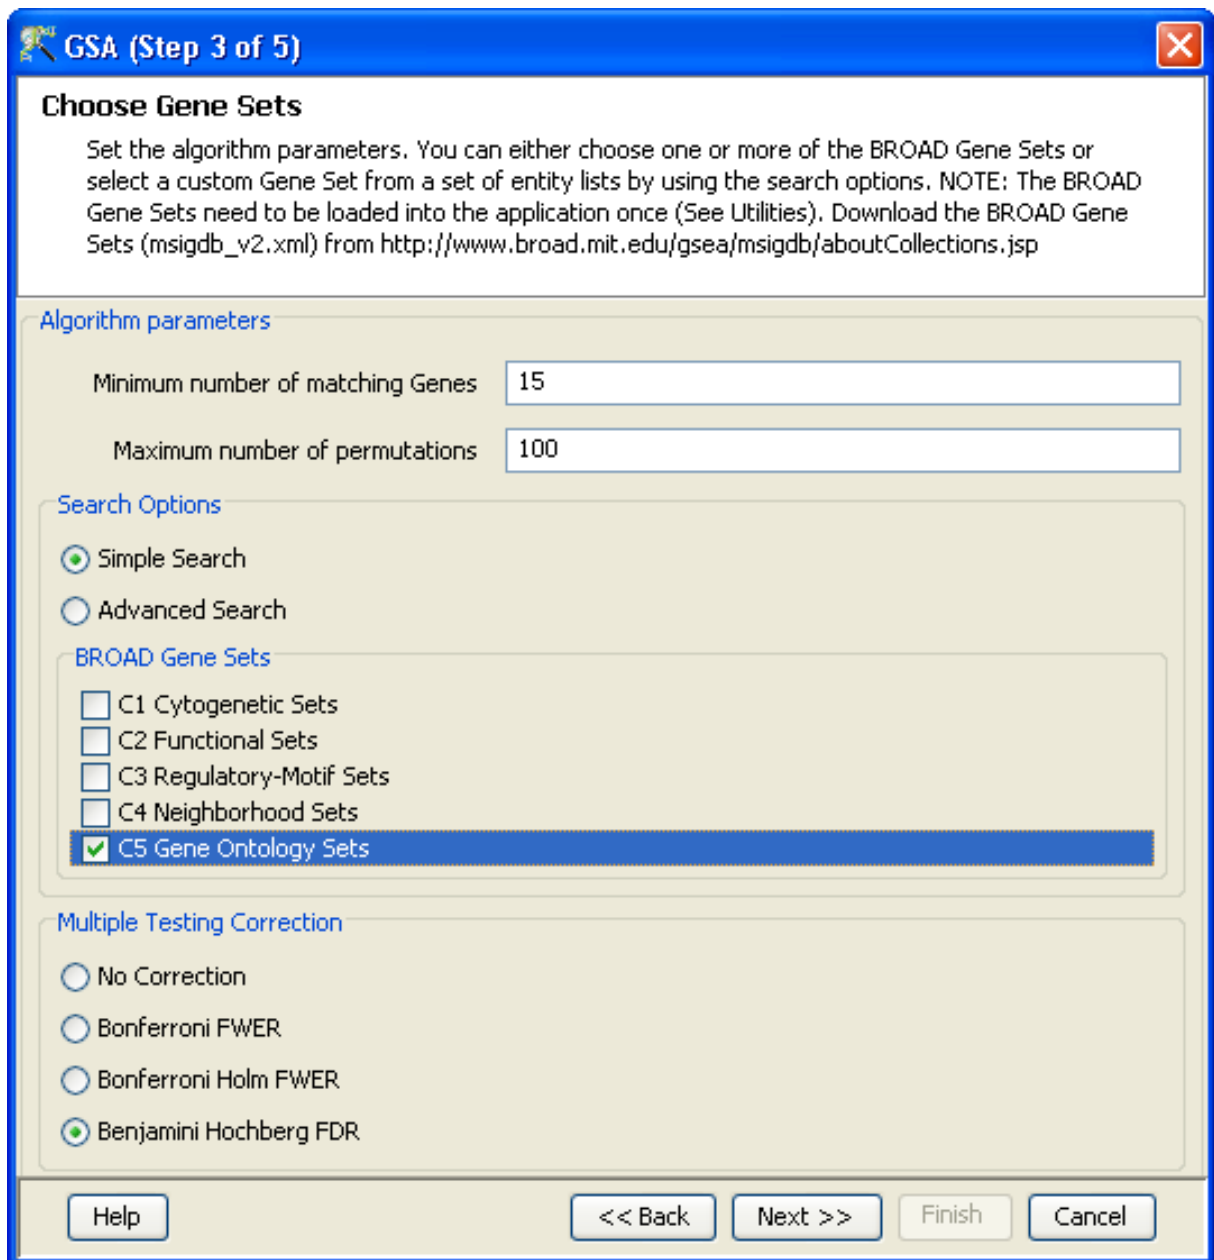 GSA (Step 3 of 5)
Choose Gene Sets
Set the algorithm parameters. You can either choose one or more of the BROAD Gene Sets or
select a custom Gene Set from a set of entity lists by using the search options. NOTE: The BROAD
Gene Sets need to be loaded into the application once (See Utilities). Download the BROAD Gene
Sets (msigdb_v2.xml) from http://www.broad.mit.edu/gsea/msigdb/aboutCollections.jsp
Algorithm parameters
Minimum number of matching Genes 15
Maximum number of permutations 100
Search Options
Simple Search
Advanced Search
BROAD Gene Sets
C1 Cytogenetic Sets
C2 Functional Sets
C3 Regulatory-Motif Sets
C4 Neighborhood Sets
C5 Gene Ontology Sets
Multiple Testing Correction
No Correction
Bonferroni FWER
Bonferroni Holm FWER
Benjamini Hochberg FDR
Help << Back Next >> Finish Cancel